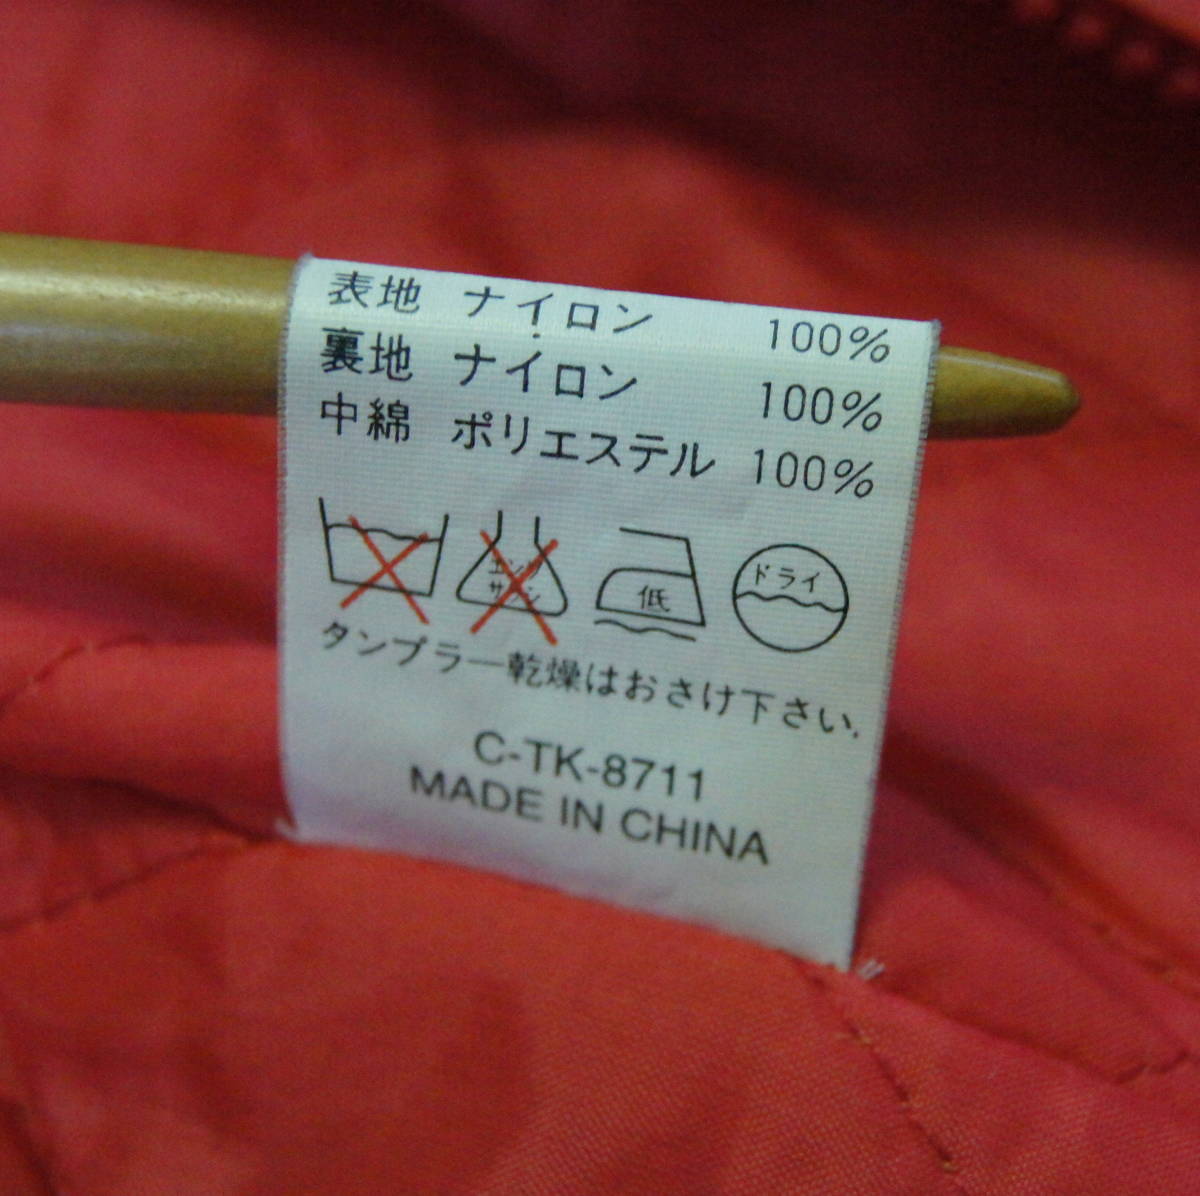 表地 ナイロン 100%
裏地 ナイロン 100%
中綿 ポリエステル 100%
エンソ サラシ 低 ドライ
タンブラー乾燥はおさけ下さい.
C-TK-8711
MADE IN CHINA